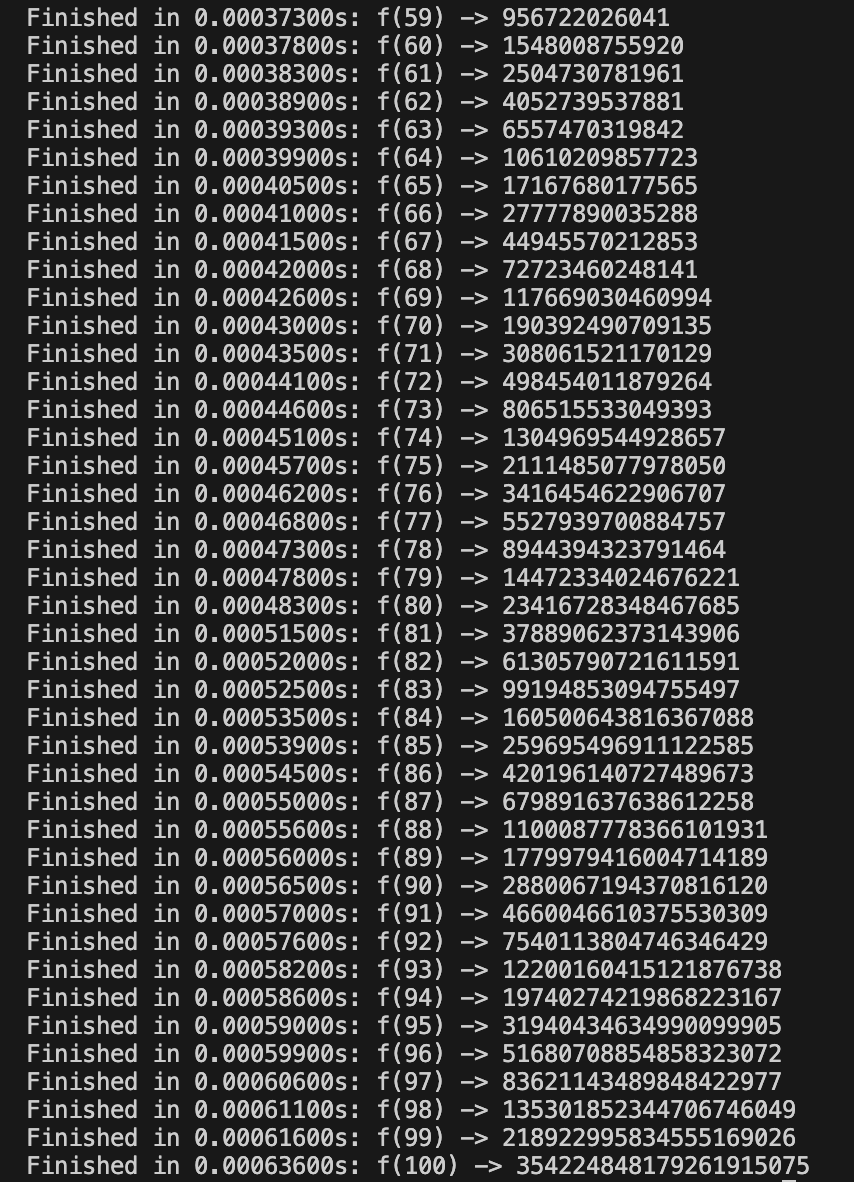 Finished in 0.00037300s: f(59) -> 956722026041
Finished in 0.00037800s: f(60) -> 1548008755920
Finished in 0.00038300s: f(61) -> 2504730781961
Finished in 0.00038900s: f(62) -> 4052739537881
Finished in 0.00039300s: f(63) -> 6557470319842
Finished in 0.00039900s: f(64) -> 10610209857723
Finished in 0.00040500s: f(65) -> 17167680177565
Finished in 0.00041000s: f(66) -> 27777890035288
Finished in 0.00041500s: f(67) -> 44945570212853
Finished in 0.00042000s: f(68) -> 72723460248141
Finished in 0.00042600s: f(69) -> 117669030460994
Finished in 0.00043000s: f(70) -> 190392490709135
Finished in 0.00043500s: f(71) -> 308061521170129
Finished in 0.00044100s: f(72) -> 498454011879264
Finished in 0.00044600s: f(73) -> 806515533049393
Finished in 0.00045100s: f(74) -> 1304969544928657
Finished in 0.00045700s: f(75) -> 2111485077978050
Finished in 0.00046200s: f(76) -> 3416454622906707
Finished in 0.00046800s: f(77) -> 5527939700884757
Finished in 0.00047300s: f(78) -> 8944394323791464
Finished in 0.00047800s: f(79) -> 14472334024676221
Finished in 0.00048300s: f(80) -> 23416728348467685
Finished in 0.00051500s: f(81) -> 37889062373143906
Finished in 0.00052000s: f(82) -> 61305790721611591
Finished in 0.00052500s: f(83) -> 99194853094755497
Finished in 0.00053500s: f(84) -> 160500643816367088
Finished in 0.00053900s: f(85) -> 259695496911122585
Finished in 0.00054500s: f(86) -> 420196140727489673
Finished in 0.00055000s: f(87) -> 679891637638612258
Finished in 0.00055600s: f(88) -> 1100087778366101931
Finished in 0.00056000s: f(89) -> 1779979416004714189
Finished in 0.00056500s: f(90) -> 2880067194370816120
Finished in 0.00057000s: f(91) -> 4660046610375530309
Finished in 0.00057600s: f(92) -> 7540113804746346429
Finished in 0.00058200s: f(93) -> 12200160415121876738
Finished in 0.00058600s: f(94) -> 19740274219868223167
Finished in 0.00059000s: f(95) -> 31940434634990099905
Finished in 0.00059900s: f(96) -> 51680708854858323072
Finished in 0.00060600s: f(97) -> 83621143489848422977
Finished in 0.00061100s: f(98) -> 135301852344706746049
Finished in 0.00061600s: f(99) -> 218922995834555169026
Finished in 0.00063600s: f(100) -> 354224848179261915075